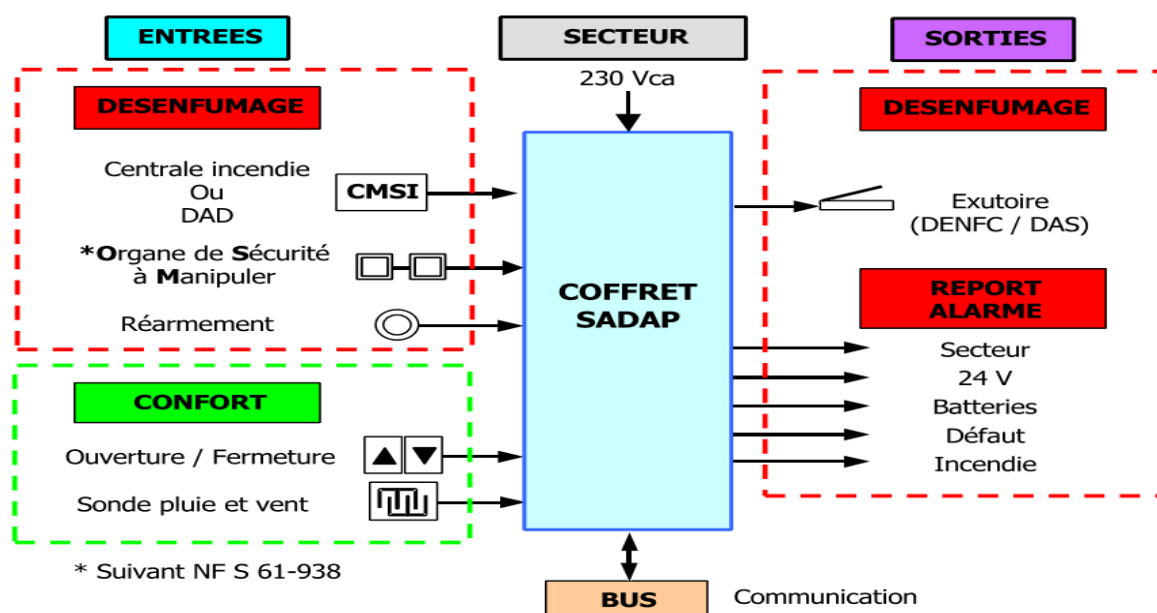 ENTREES
SECTEUR
SORTIES
230 Vca
DESENFUMAGE
Centrale incendie
Ou
DAD
CMSI
*Organe de Sécurité
à Manipuler
Réarmement
CONFORT
Ouverture / Fermeture
Sonde pluie et vent
* Suivant NF S 61-938
COFFRET
SADAP
BUS
Communication
DESENFUMAGE
Exutoire
(DENFC / DAS)
REPORT
ALARME
Secteur
24 V
Batteries
Défaut
Incendie